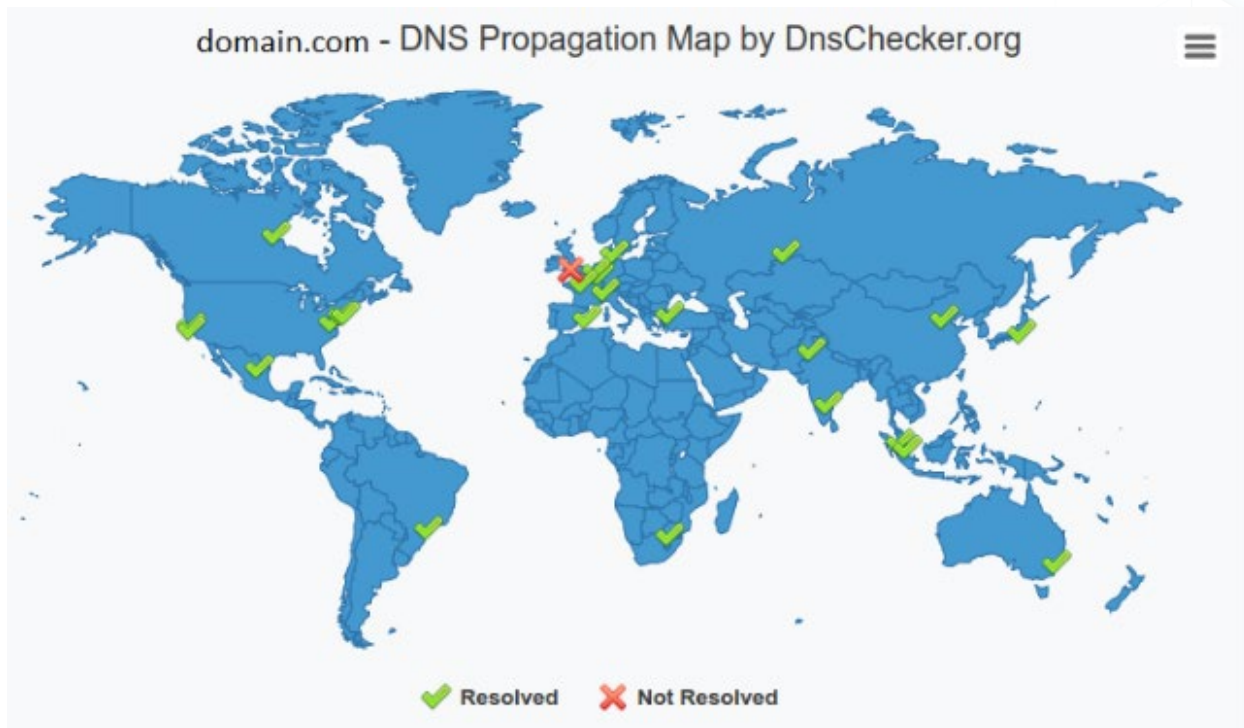 domain.com - DNS Propagation Map by DnsChecker.org
Resolved Not Resolved